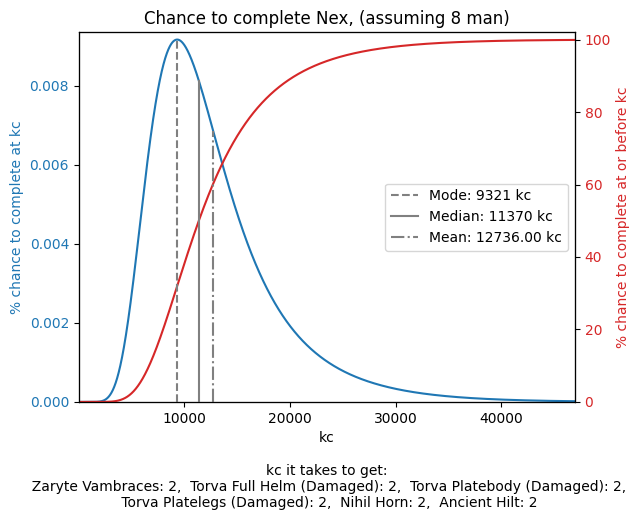 Chance to complete Nex, (assuming 8 man)
% chance to complete at kc
0.008
0.006
0.004
0.002
0.000
Mode: 9321 kc
Median: 11370 kc
Mean: 12736.00 kc
100
80
60
40
20
0
% chance to complete at or before kc
10000 20000 30000 40000
kc
kc it takes to get:
Zaryte Vambraces: 2, Torva Full Helm (Damaged): 2, Torva Platebody (Damaged): 2,
Torva Platelegs (Damaged): 2, Nihil Horn: 2, Ancient Hilt: 2